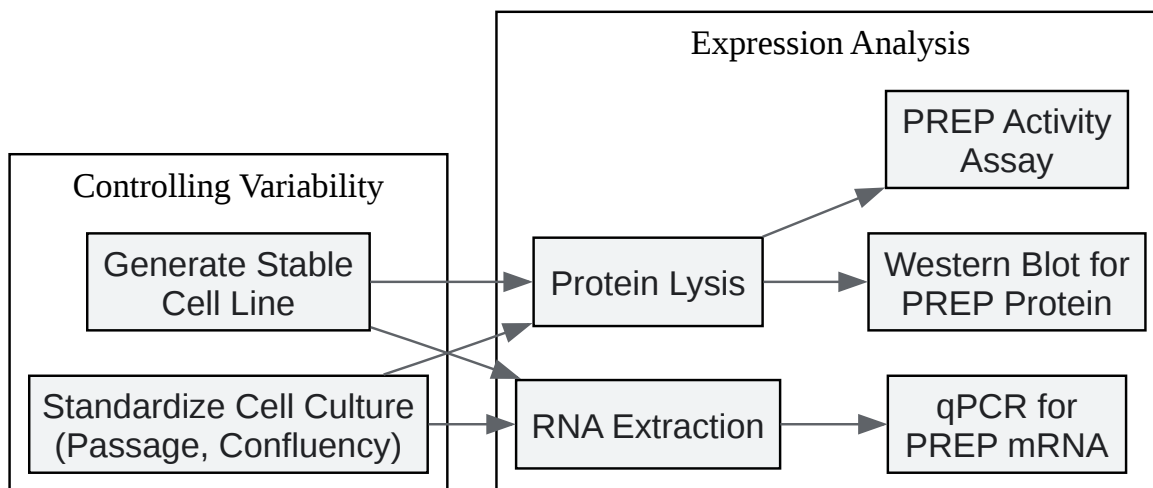 Controlling Variability
Generate Stable
Cell Line
Standardize Cell Culture
(Passage, Confluency)
Expression Analysis
Protein Lysis
RNA Extraction
PREP Activity
Assay
Western Blot for
PREP Protein
qPCR for
PREP mRNA